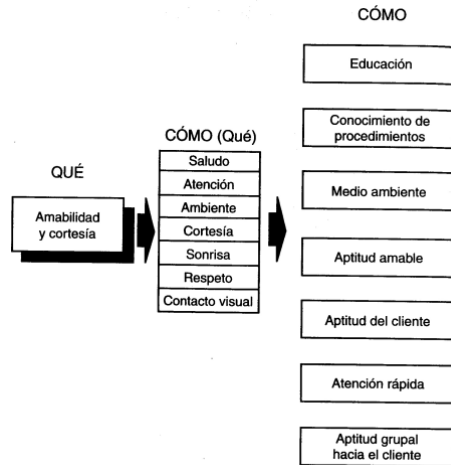 QUÉ
Amabilidad
y cortesía
CÓMO (Qué)
Saludo
Atención
Ambiente
Cortesía
Sonrisa
Respeto
Contacto visual
CÓMO
Educación
Conocimiento de
procedimientos
Medio ambiente
Aptitud amable
Aptitud del cliente
Atención rápida
Aptitud grupal
hacia el cliente